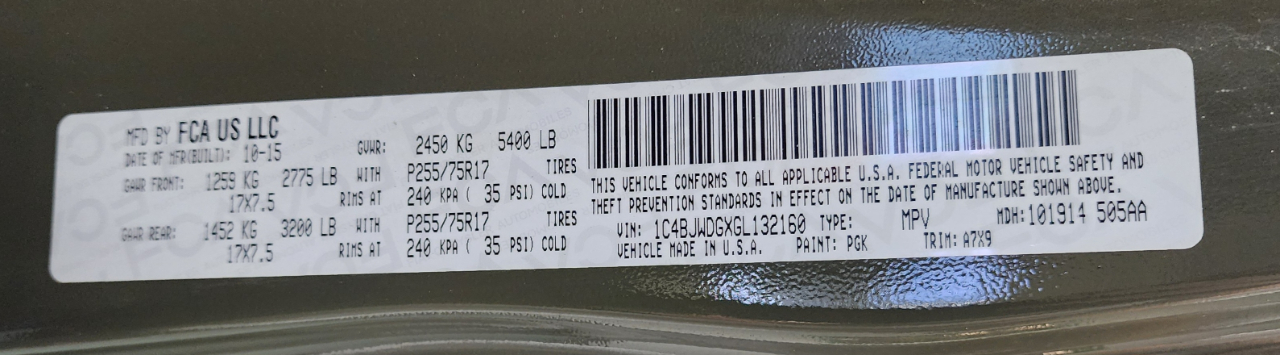 MFD BY FCA US LLC
DATE OF MFR(BUILT): 10-15 GVWR: 2450 KG 5400 LB
GAWR FRONT: 1259 KG 2775 LB WITH P255/75R17 TIRES
17X7.5 RIMS AT 240 KPA ( 35 PSI) COLD
GAWR REAR: 1452 KG 3200 LB WITH P255/75R17 TIRES
17X7.5 RIMS AT 240 KPA ( 35 PSI) COLD
THIS VEHICLE CONFORMS TO ALL APPLICABLE U.S.A. FEDERAL MOTOR VEHICLE SAFETY AND
THEFT PREVENTION STANDARDS IN EFFECT ON THE DATE OF MANUFACTURE SHOWN ABOVE.
VIN: 1C4BJWDGXGL132160 TYPE: MPV MDH:101914 505AA
VEHICLE MADE IN U.S.A. PAINT: PGK TRIM: A7X9